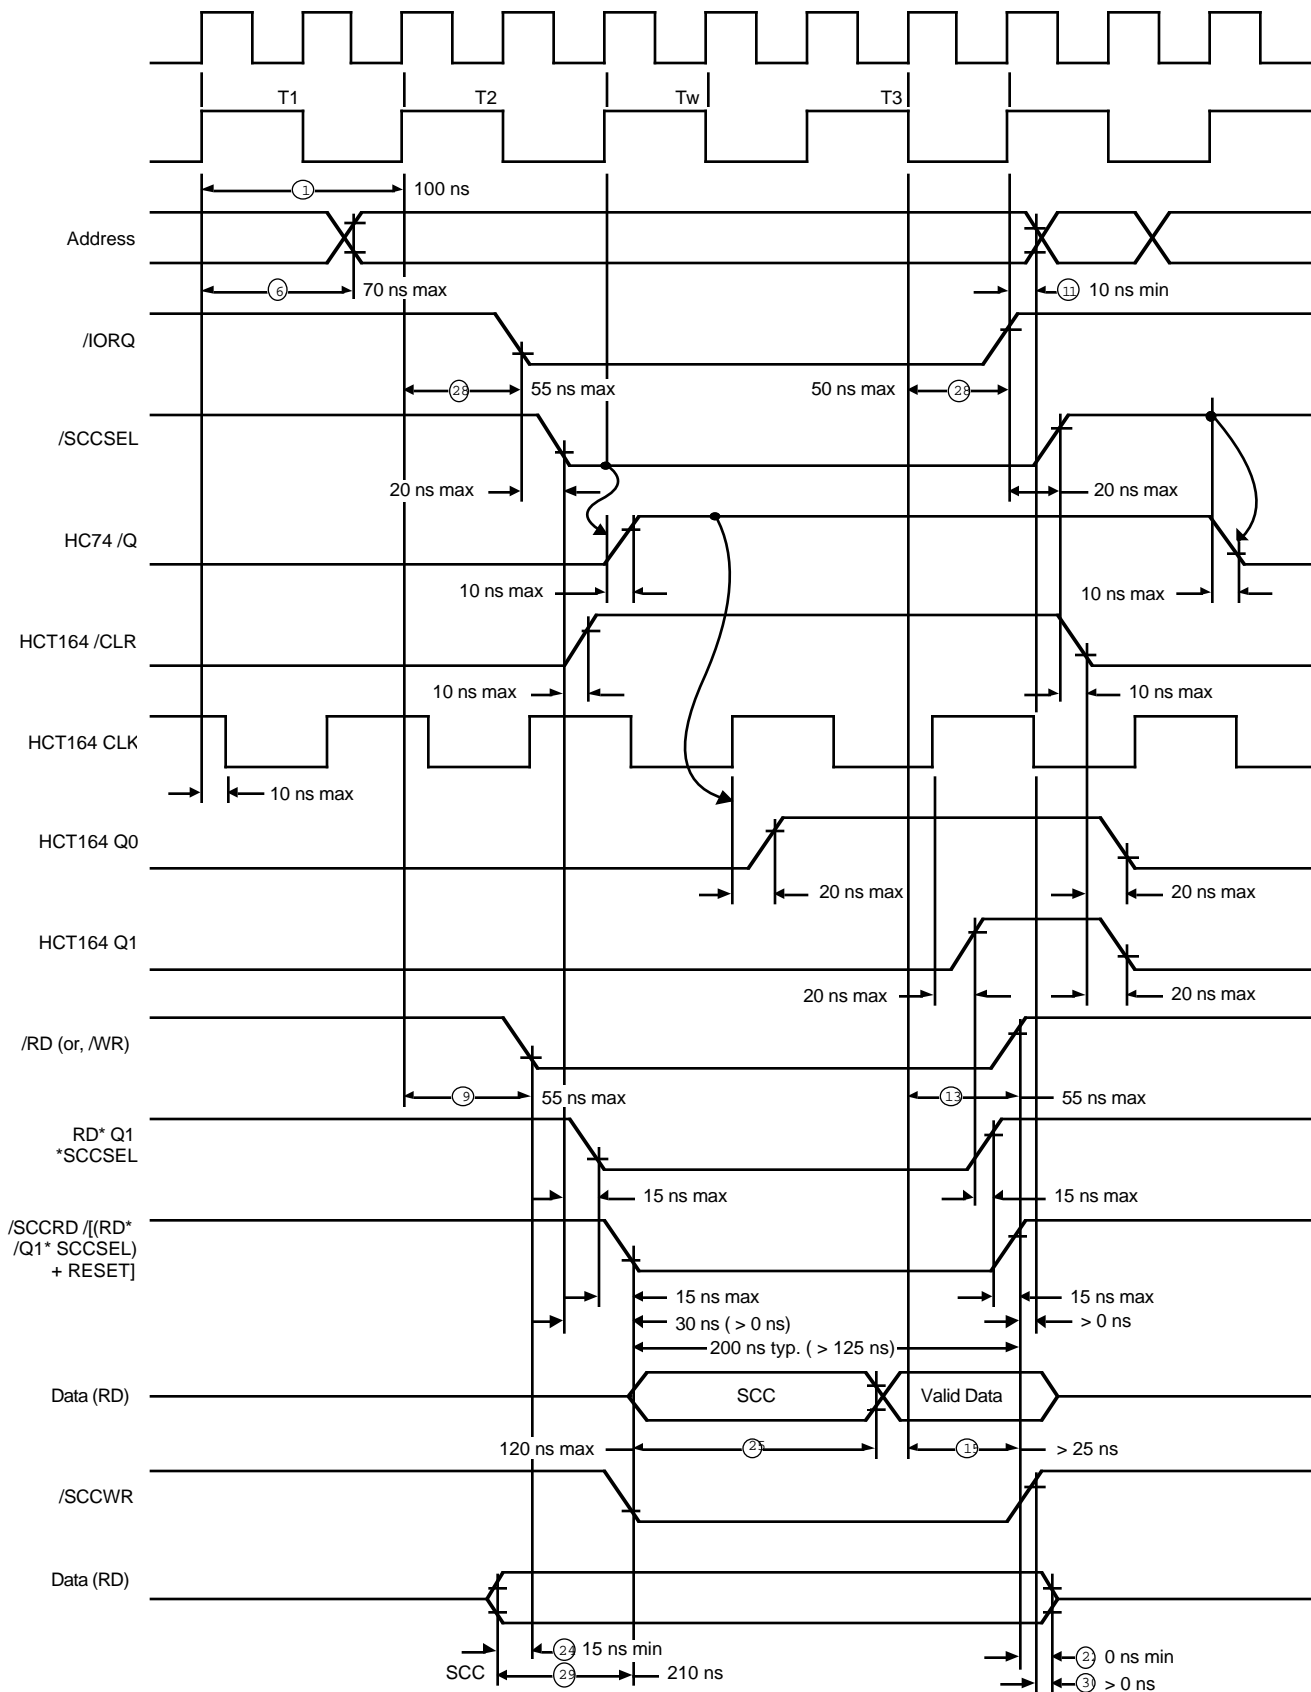 T1 T2 Tw T3
1 100 ns
Address
6 70 ns max
11 10 ns min
/IORQ
28 55 ns max
50 ns max 28
/SCCSEL
20 ns max
20 ns max
HC74 /Q
10 ns max
10 ns max
HCT164 /CLR
10 ns max
10 ns max
HCT164 CLK
10 ns max
HCT164 Q0
20 ns max
20 ns max
HCT164 Q1
20 ns max
20 ns max
/RD (or, /WR)
9 55 ns max
13 55 ns max
RD* Q1
*SCCSEL
15 ns max
15 ns max
/SCCRD /[(RD*
/Q1* SCCSEL)
+ RESET]
15 ns max
15 ns max
30 ns ( > 0 ns)
> 0 ns
200 ns typ. ( > 125 ns)
Data (RD)
SCC
Valid Data
120 ns max 25
15 > 25 ns
/SCCWR
Data (RD)
24 15 ns min
SCC 29 210 ns
0 ns min
> 0 ns